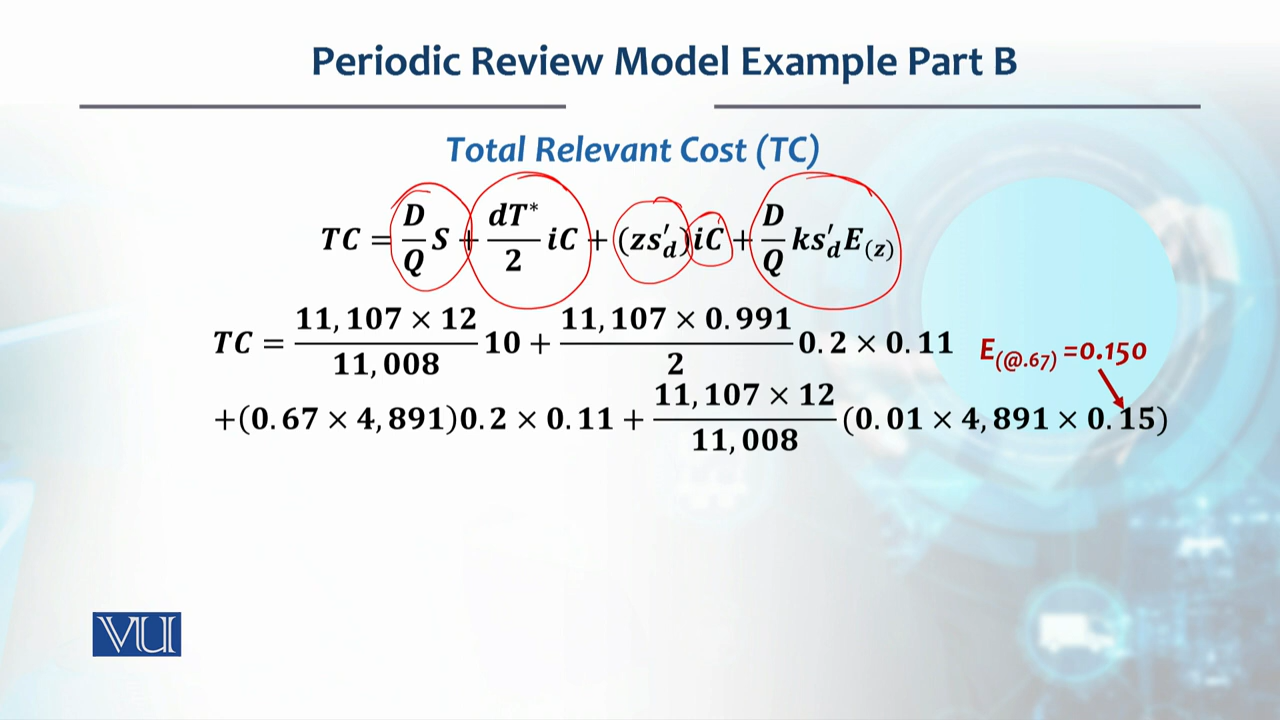 Periodic Review Model Example Part B
Total Relevant Cost (TC)
TC = D/Q S + dT*/2 iC + (zs'd)iC + D/Q ks'd E(z)
TC = 11,107 × 12/11,008 10 + 11,107 × 0.991/2 0.2 × 0.11
E(@.67) =0.150
+(0.67 × 4,891)0.2 × 0.11 + 11,107 × 12/11,008 (0.01 × 4,891 × 0.15)
VU